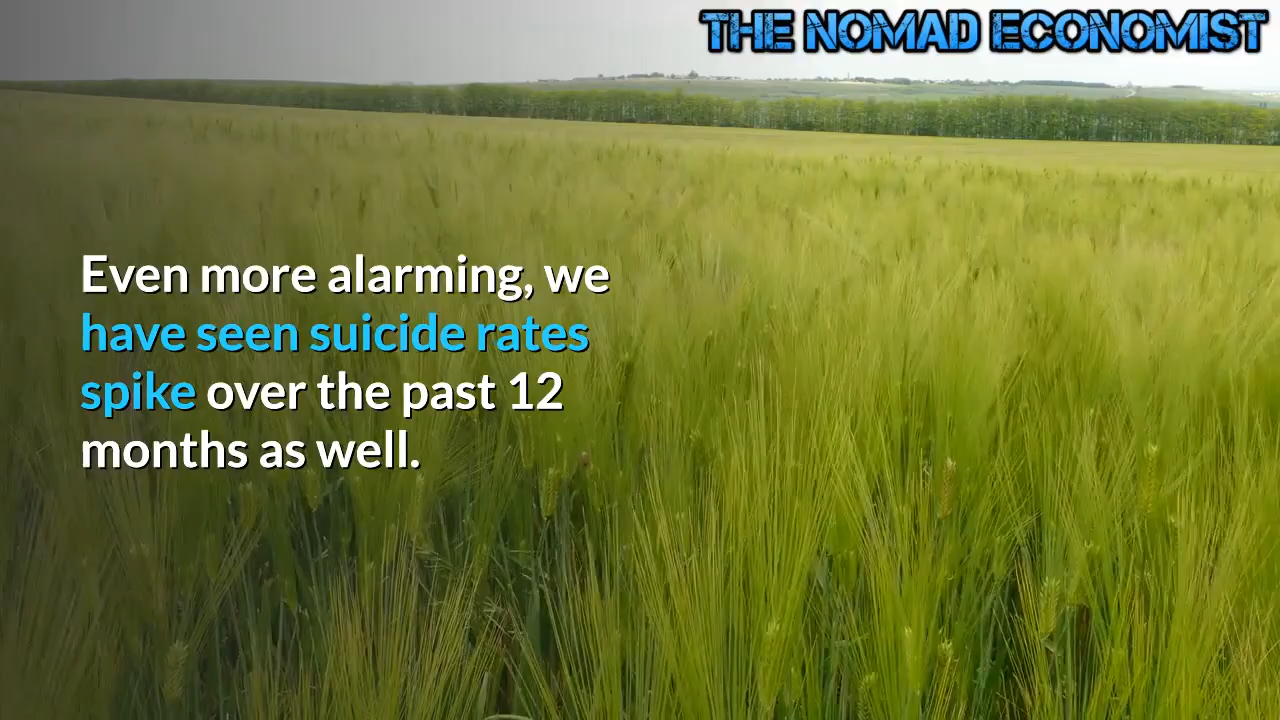 THE NOMAD ECONOMIST
Even more alarming, we
have seen suicide rates
spike over the past 12
months as well.